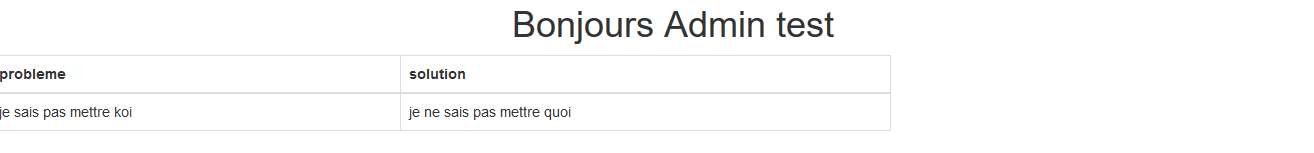 Bonjours Admin test
probleme solution
je sais pas mettre koi je ne sais pas mettre quoi